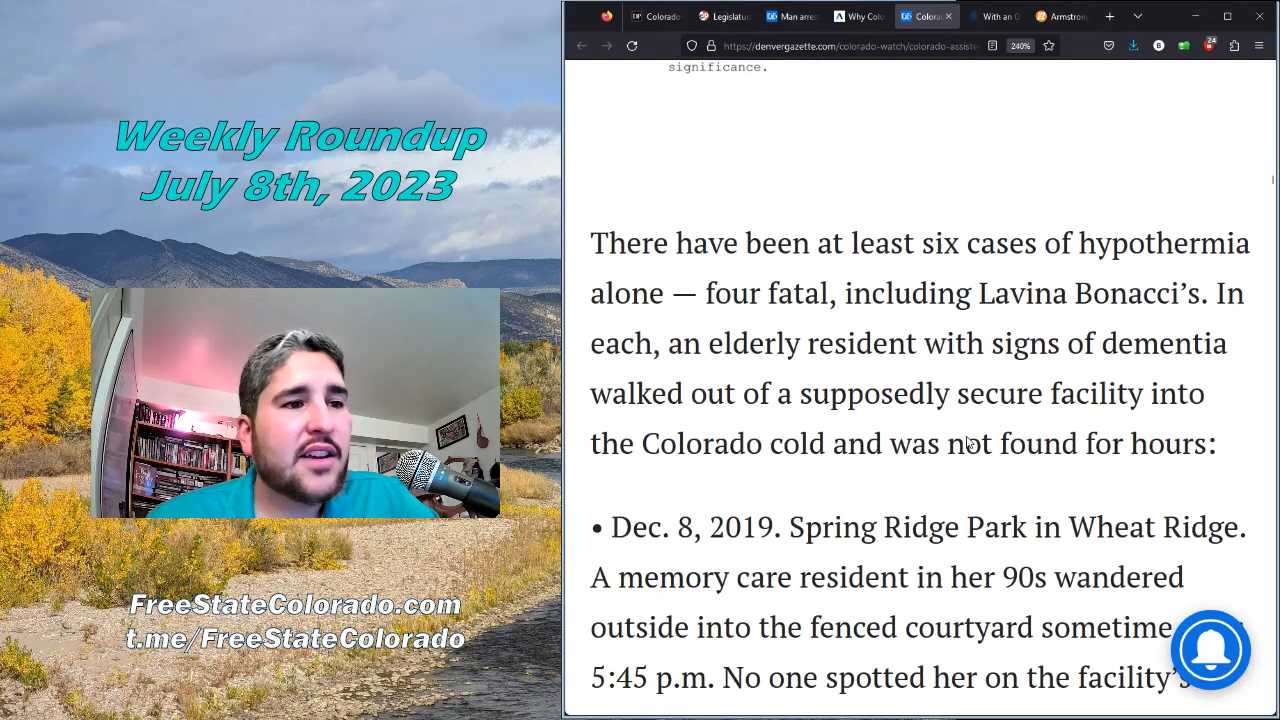 Weekly Roundup
July 8th, 2023
FreeStateColorado.com
t.me/FreeStateColorado
Colorado
Legislatur
Man arres
Why Colo
Colora
With an G
Armstrong
https://denvergazette.com/colorado-watch/colorado-assiste
240%
24
significance.
There have been at least six cases of hypothermia
alone — four fatal, including Lavina Bonacci’s. In
each, an elderly resident with signs of dementia
walked out of a supposedly secure facility into
the Colorado cold and was not found for hours:
• Dec. 8, 2019. Spring Ridge Park in Wheat Ridge.
A memory care resident in her 90s wandered
outside into the fenced courtyard sometime
5:45 p.m. No one spotted her on the facility’s